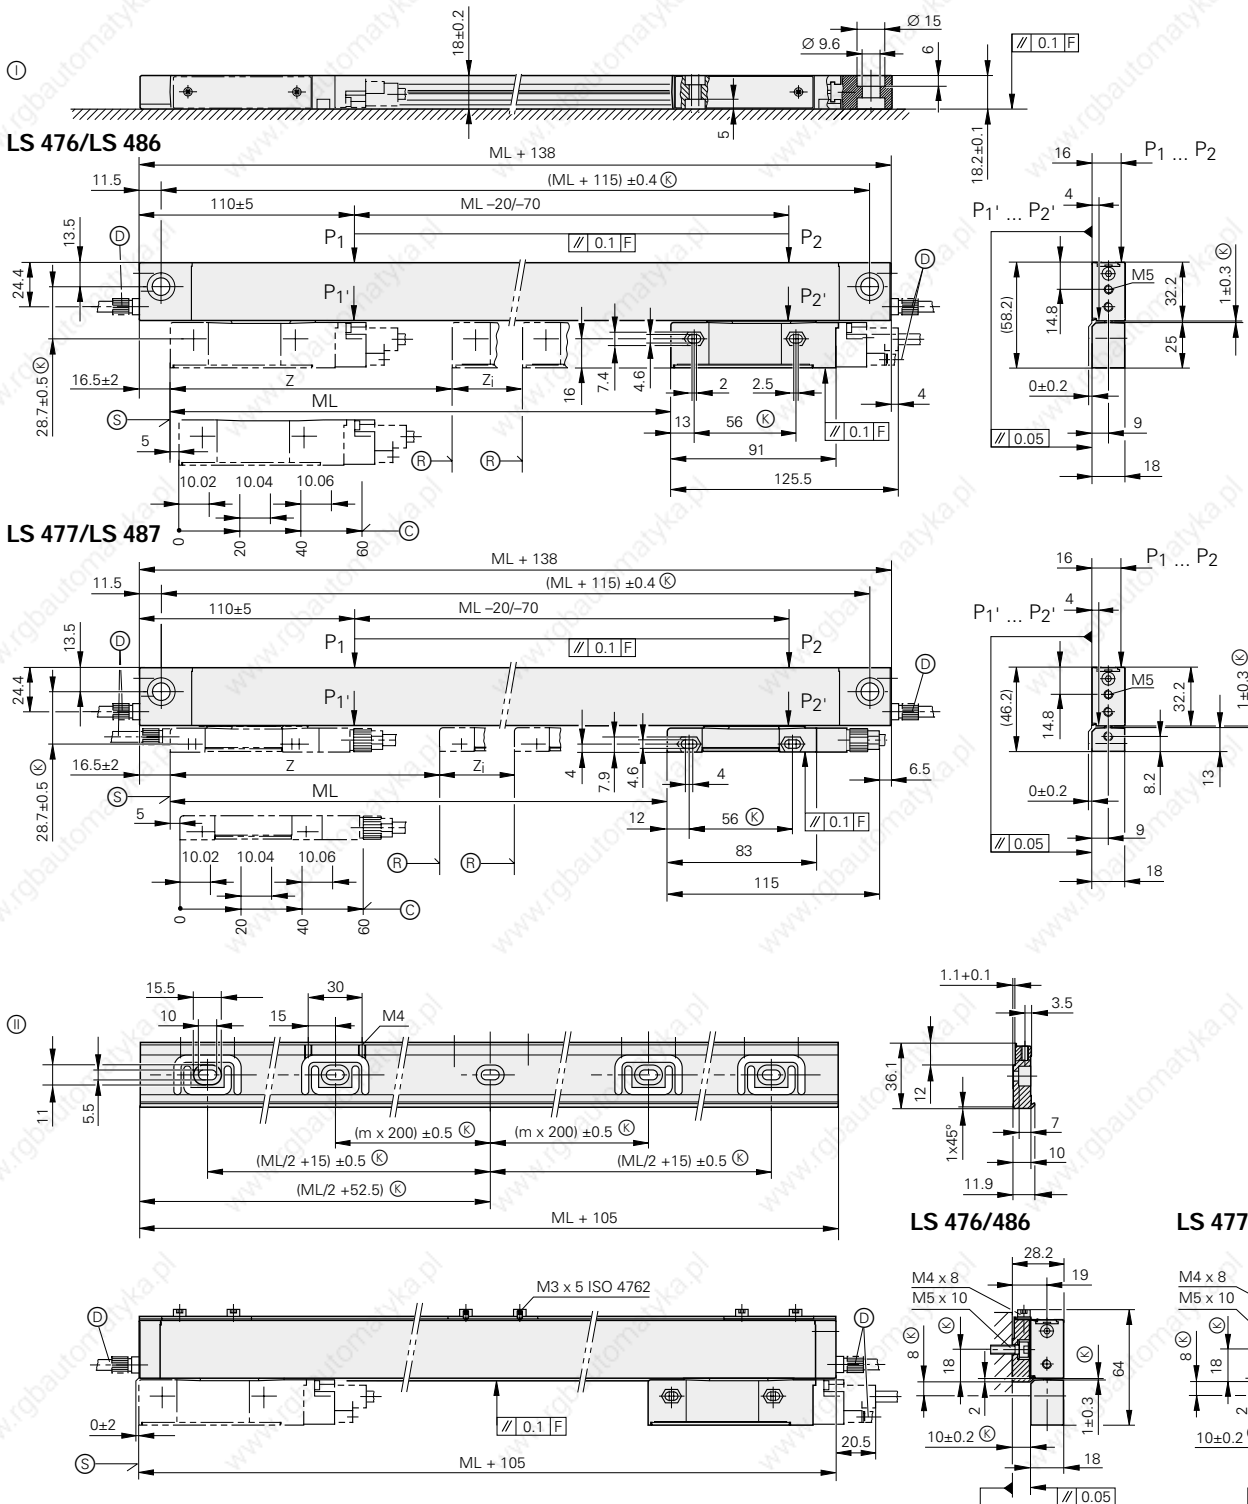 Ⓘ
18±0.2
Ø 15
Ø 9.6
6
// 0.1 F
5
18.2±0.1
LS 476/LS 486
ML + 138
11.5
(ML + 115) ±0.4 Ⓚ
110±5
ML –20/–70
13.5
24.4
Ⓓ
P1
// 0.1 F
P2
Ⓓ
P1'
P2'
28.7±0.5 Ⓚ
16.5±2
Z
Zi
16
7.4
4.6
2
2.5
4
ML
13
56 Ⓚ
// 0.1 F
Ⓢ
5
Ⓡ
Ⓡ
91
125.5
10.02
10.04
10.06
0
20
40
60
Ⓒ
16
P1 ... P2
4
P1' ... P2'
M5
(58.2)
14.8
32.2
1±0.3 Ⓚ
25
0±0.2
// 0.05
9
18
LS 477/LS 487
ML + 138
11.5
(ML + 115) ±0.4 Ⓚ
110±5
ML –20/–70
13.5
24.4
Ⓓ
P1
// 0.1 F
P2
Ⓓ
P1'
P2'
28.7±0.5 Ⓚ
16.5±2
Z
Zi
4
7.9
4.6
4
6.5
ML
12
56 Ⓚ
// 0.1 F
Ⓢ
5
Ⓡ
Ⓡ
83
115
10.02
10.04
10.06
0
20
40
60
Ⓒ
16
P1 ... P2
4
P1' ... P2'
M5
(46.2)
14.8
32.2
1±0.3 Ⓚ
8.2
13
0±0.2
// 0.05
9
18
Ⓘ Ⓘ
15.5
30
10
15
M4
11
5.5
(m x 200) ±0.5 Ⓚ
(m x 200) ±0.5 Ⓚ
(ML/2 +15) ±0.5 Ⓚ
(ML/2 +15) ±0.5 Ⓚ
(ML/2 +52.5) Ⓚ
ML + 105
1.1+0.1
3.5
36.1
12
1x45°
7
10
11.9
LS 476/486
LS 477
M3 x 5 ISO 4762
Ⓓ
Ⓓ
0±2
// 0.1 F
20.5
Ⓢ
ML + 105
28.2
M4 x 8
19
M5 x 10
8 Ⓚ
Ⓚ
18
2
Ⓚ
1±0.3
64
10±0.2 Ⓚ
18
// 0.05
M4 x 8
M5 x 10
8 Ⓚ
Ⓚ
18
2
10±0.2
www.rgbautomatyka.pl